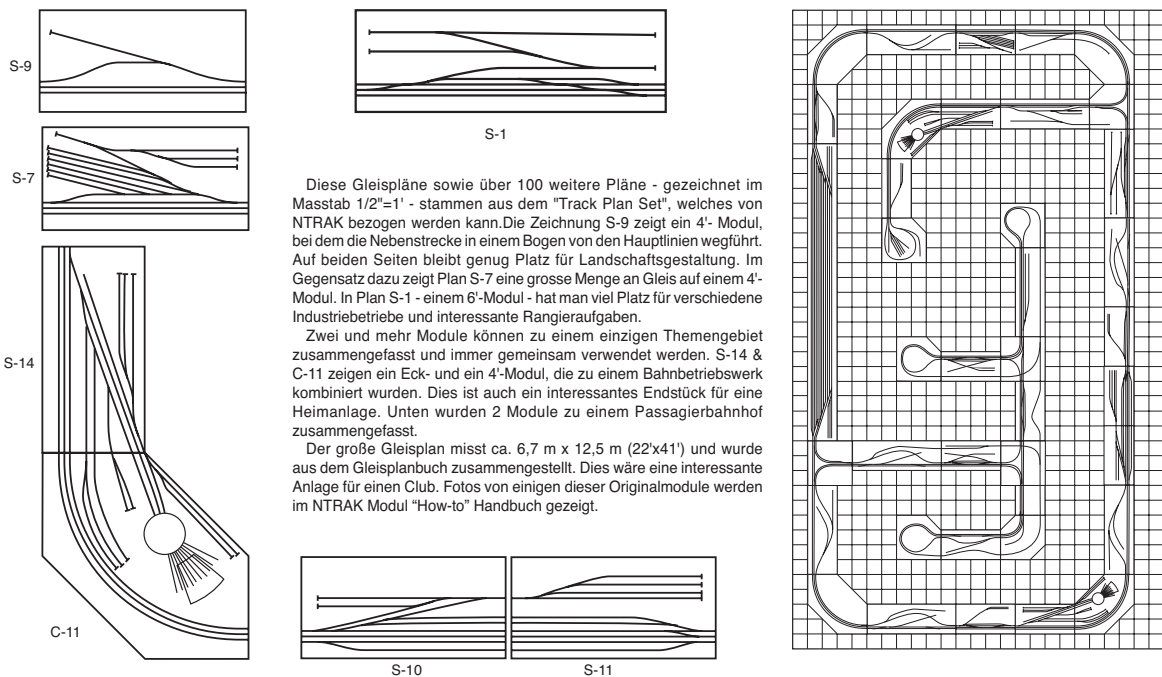 S-9
S-7
S-14
C-11
S-1
Diese Gleispläne sowie über 100 weitere Pläne - gezeichnet im
Masstab 1/2"=1' - stammen aus dem "Track Plan Set", welches von
NTRAK bezogen werden kann.Die Zeichnung S-9 zeigt ein 4'- Modul,
bei dem die Nebenstrecke in einem Bogen von den Hauptlinien wegführt.
Auf beiden Seiten bleibt genug Platz für Landschaftsgestaltung. Im
Gegensatz dazu zeigt Plan S-7 eine grosse Menge an Gleis auf einem 4'-
Modul. In Plan S-1 - einem 6'-Modul - hat man viel Platz für verschiedene
Industriebetriebe und interessante Rangieraufgaben.
Zwei und mehr Module können zu einem einzigen Themengebiet
zusammengefasst und immer gemeinsam verwendet werden. S-14 &
C-11 zeigen ein Eck- und ein 4'-Modul, die zu einem Bahnbetriebswerk
kombiniert wurden. Dies ist auch ein interessantes Endstück für eine
Heimanlage. Unten wurden 2 Module zu einem Passagierbahnhof
zusammengefasst.
Der große Gleisplan misst ca. 6,7 m x 12,5 m (22'x41') und wurde
aus dem Gleisplanbuch zusammengestellt. Dies wäre eine interessante
Anlage für einen Club. Fotos von einigen dieser Originalmodule werden
im NTRAK Modul “How-to” Handbuch gezeigt.
S-10
S-11